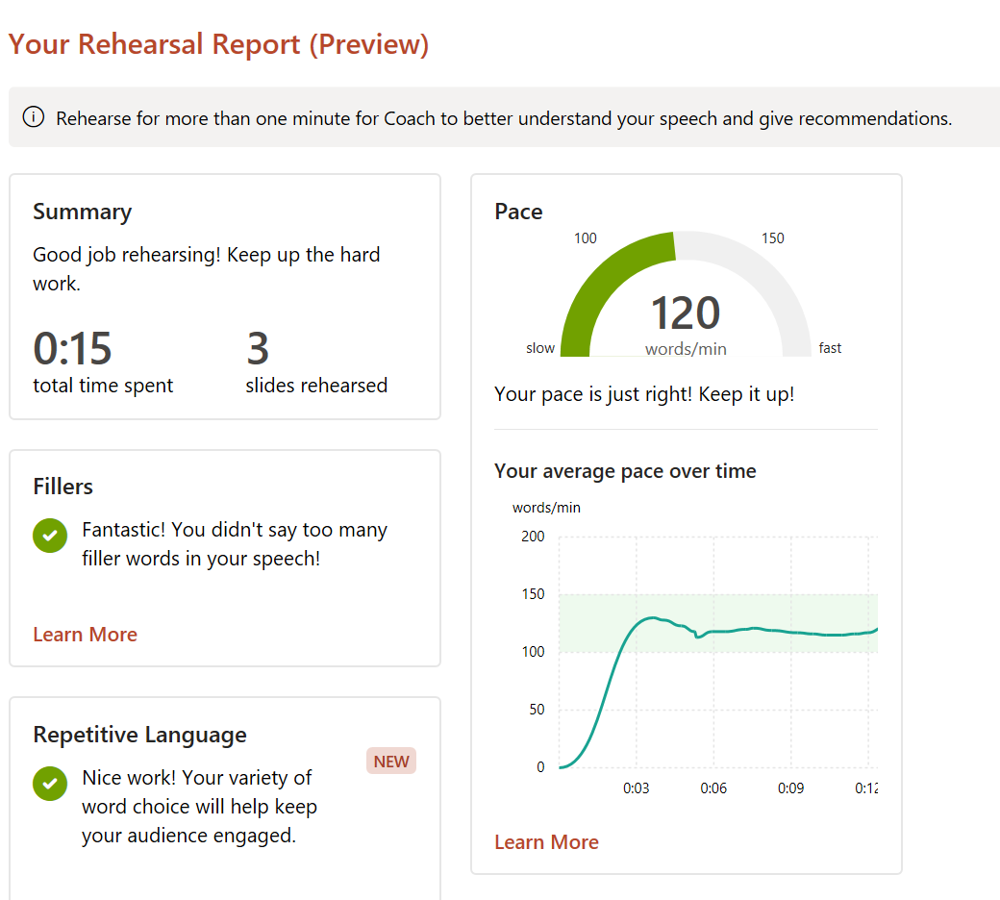 Your Rehearsal Report (Preview)
Rehearse for more than one minute for Coach to better understand your speech and give recommendations.
Summary
Good job rehearsing! Keep up the hard
work.
0:15
total time spent
3
slides rehearsed
Fillers
Fantastic! You didn't say too many
filler words in your speech!
Learn More
Repetitive Language
NEW
Nice work! Your variety of
word choice will help keep
your audience engaged.
Pace
100
150
120
words/min
slow
fast
Your pace is just right! Keep it up!
Your average pace over time
words/min
200
150
100
50
0
0:03
0:06
0:09
0:12
Learn More